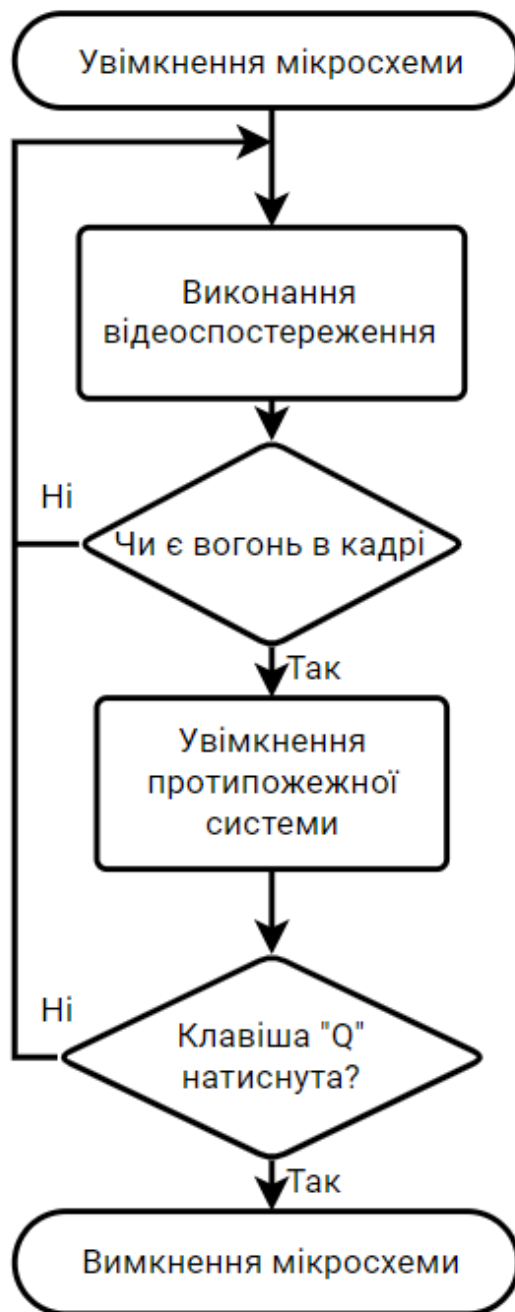 Увімкнення мікросхеми
Виконання
відеоспостереження
Ні
Чи є вогонь в кадрі
Так
Увімкнення
протипожежної
системи
Ні
Клавіша "Q"
натиснута?
Так
Вимкнення мікросхеми